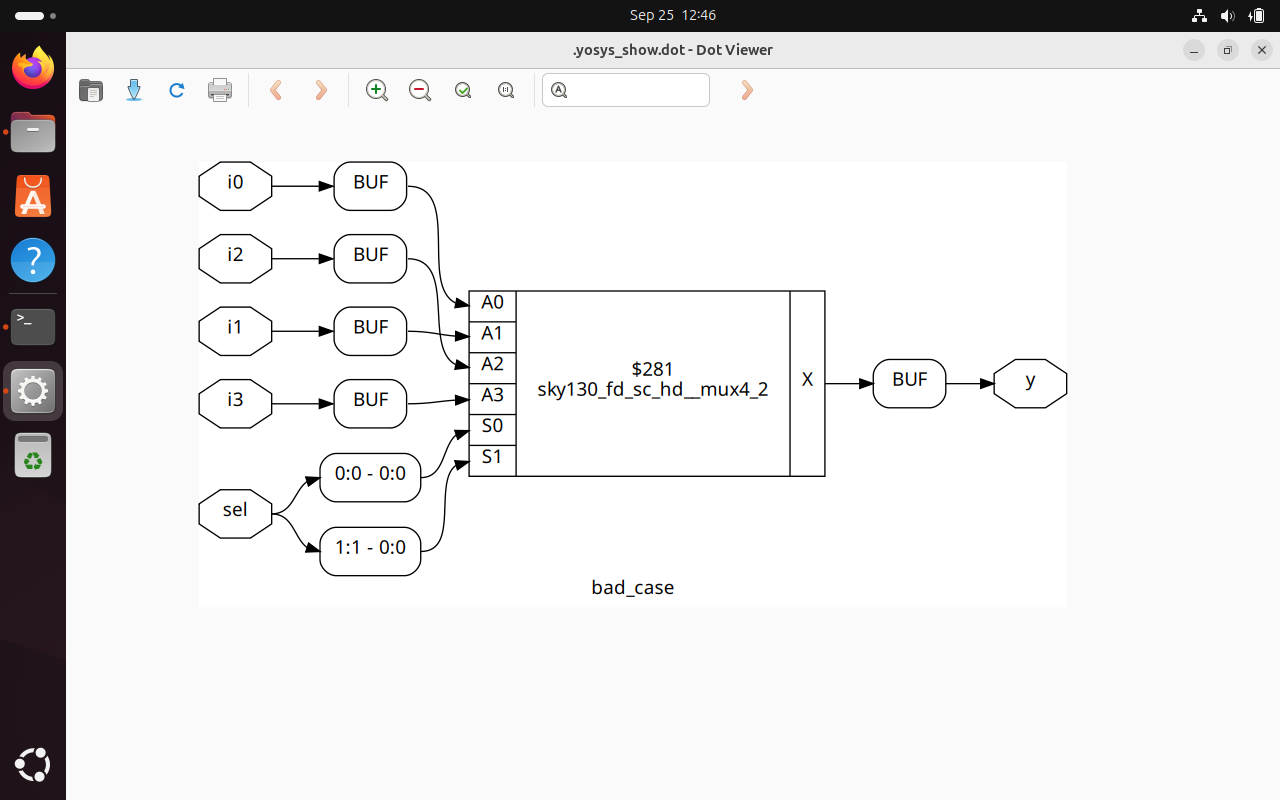 Sep 25 12:46
.yosys_show.dot - Dot Viewer
i0
BUF
i2
BUF
i1
BUF
i3
BUF
sel
0:0 - 0:0
1:1 - 0:0
A0
A1
A2
A3
S0
S1
$281
sky130_fd_sc_hd__mux4_2
X
BUF
y
bad_case